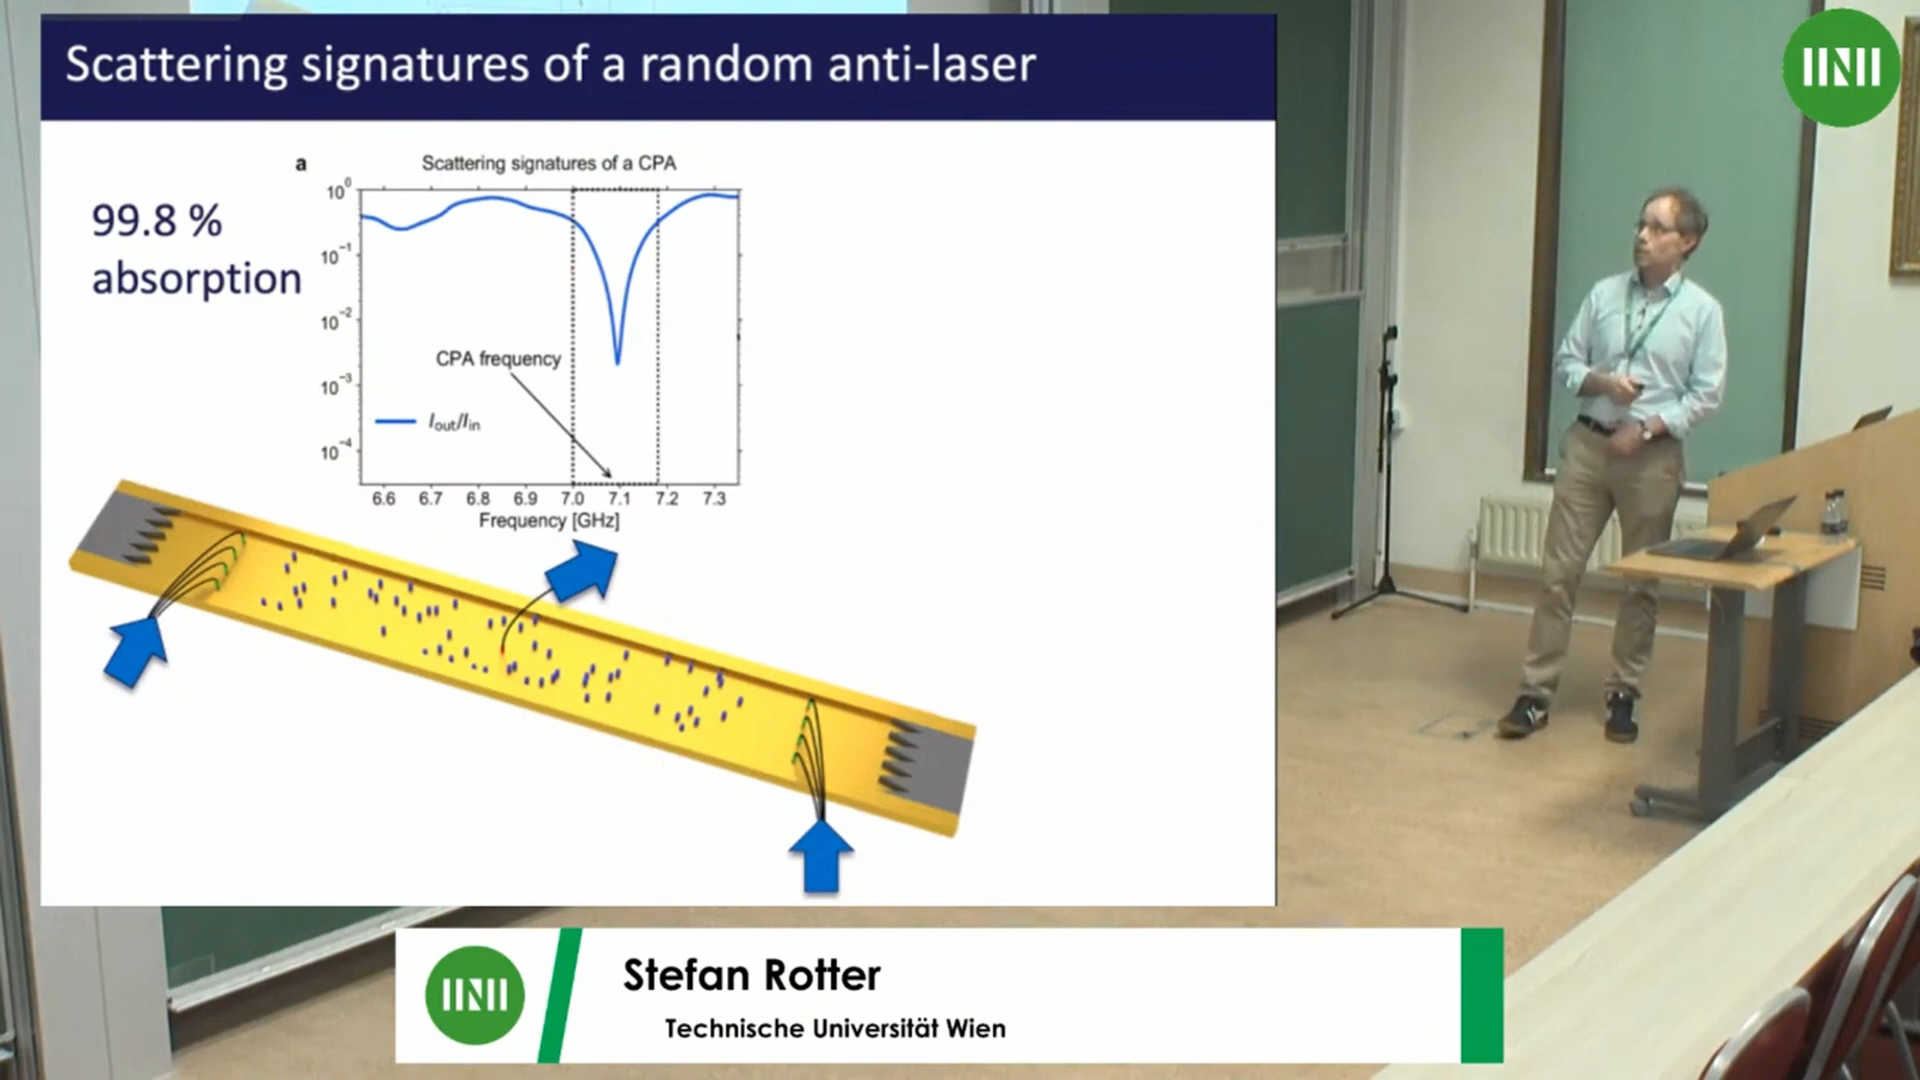 Scattering signatures of a random anti-laser
99.8 %
absorption
a
Scattering signatures of a CPA
10⁰
10⁻¹
10⁻²
10⁻³
10⁻⁴
CPA frequency
I_out/I_in
6.6 6.7 6.8 6.9 7.0 7.1 7.2 7.3
Frequency [GHz]
INI
INI
Stefan Rotter
Technische Universität Wien